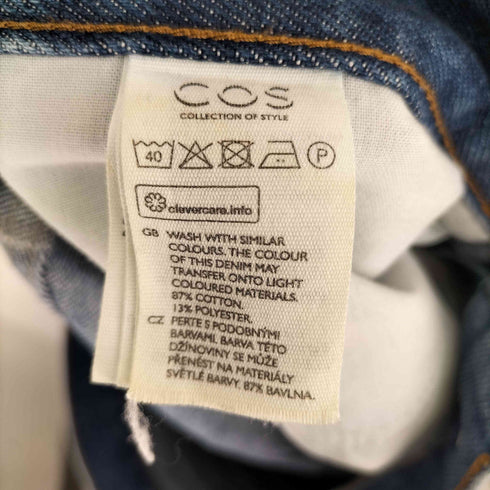 COS
COLLECTION OF STYLE
40 P
clevercare.info
GB WASH WITH SIMILAR
COLOURS. THE COLOUR
OF THIS DENIM MAY
TRANSFER ONTO LIGHT
COLOURED MATERIALS.
87% COTTON.
13% POLYESTER.
CZ PERTE S PODOBNÝMI
BARVAMI. BARVA TÉTO
DŽÍNOVINY SE MŮŽE
PŘENÉST NA MATERIÁLY
SVĚTLÉ BARVY. 87% BAVLNA.